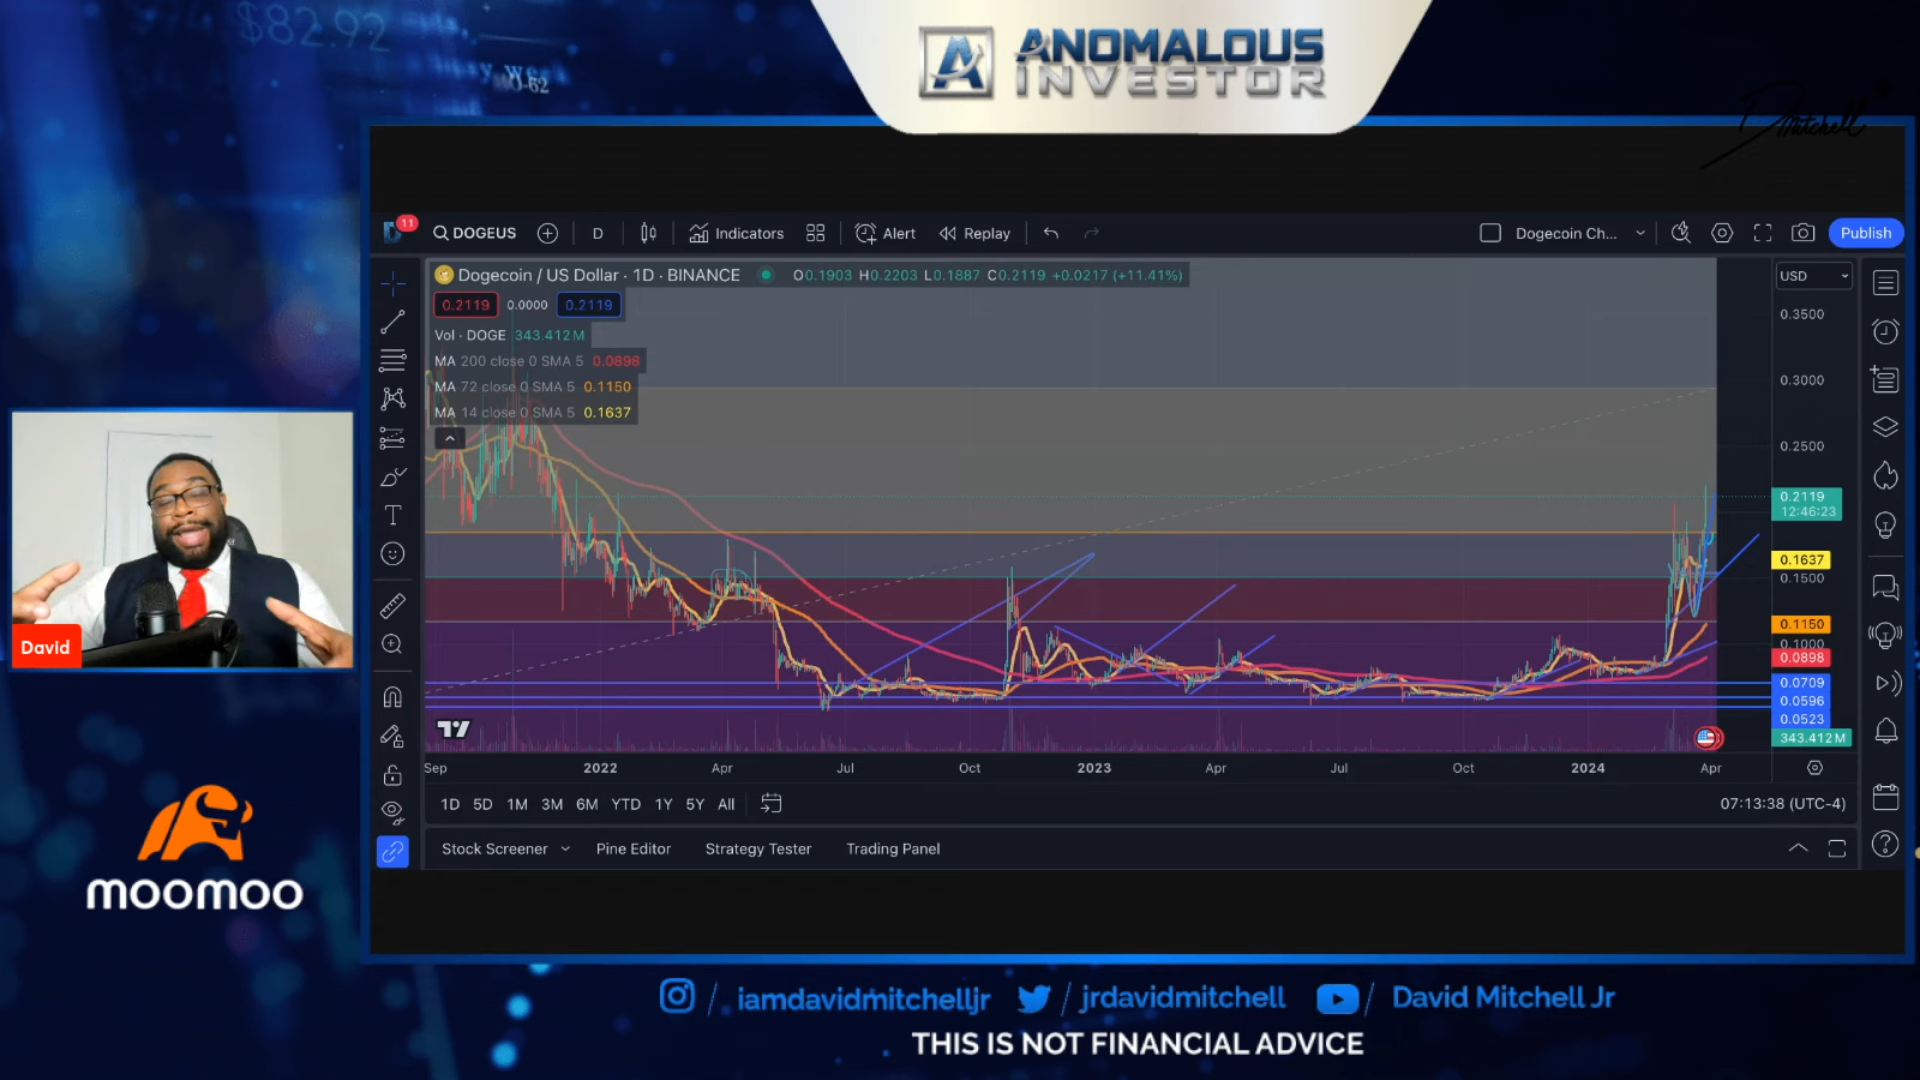 $82.92
ANOMALOUS
INVESTOR
DMitchell
11
DOGEUS
D
Indicators
Alert
Replay
Dogecoin Ch...
Publish
Dogecoin / US Dollar · 1D · BINANCE
O0.1903 H0.2203 L0.1887 C0.2119 +0.0217 (+11.41%)
USD
0.2119 0.0000 0.2119
Vol · DOGE 343.412M
MA 200 close 0 SMA 5 0.0898
MA 72 close 0 SMA 5 0.1150
MA 14 close 0 SMA 5 0.1637
0.3500
0.3000
0.2500
0.2119
12:46:23
0.1637
0.1500
0.1150
0.1000
0.0898
0.0709
0.0596
0.0523
343.412M
Sep 2022 Apr Jul Oct 2023 Apr Jul Oct 2024 Apr
1D 5D 1M 3M 6M YTD 1Y 5Y All
07:13:38 (UTC-4)
Stock Screener Pine Editor Strategy Tester Trading Panel
David
moomoo
/ iamdavidmitchelljr / jrdavidmitchell / David Mitchell Jr
THIS IS NOT FINANCIAL ADVICE